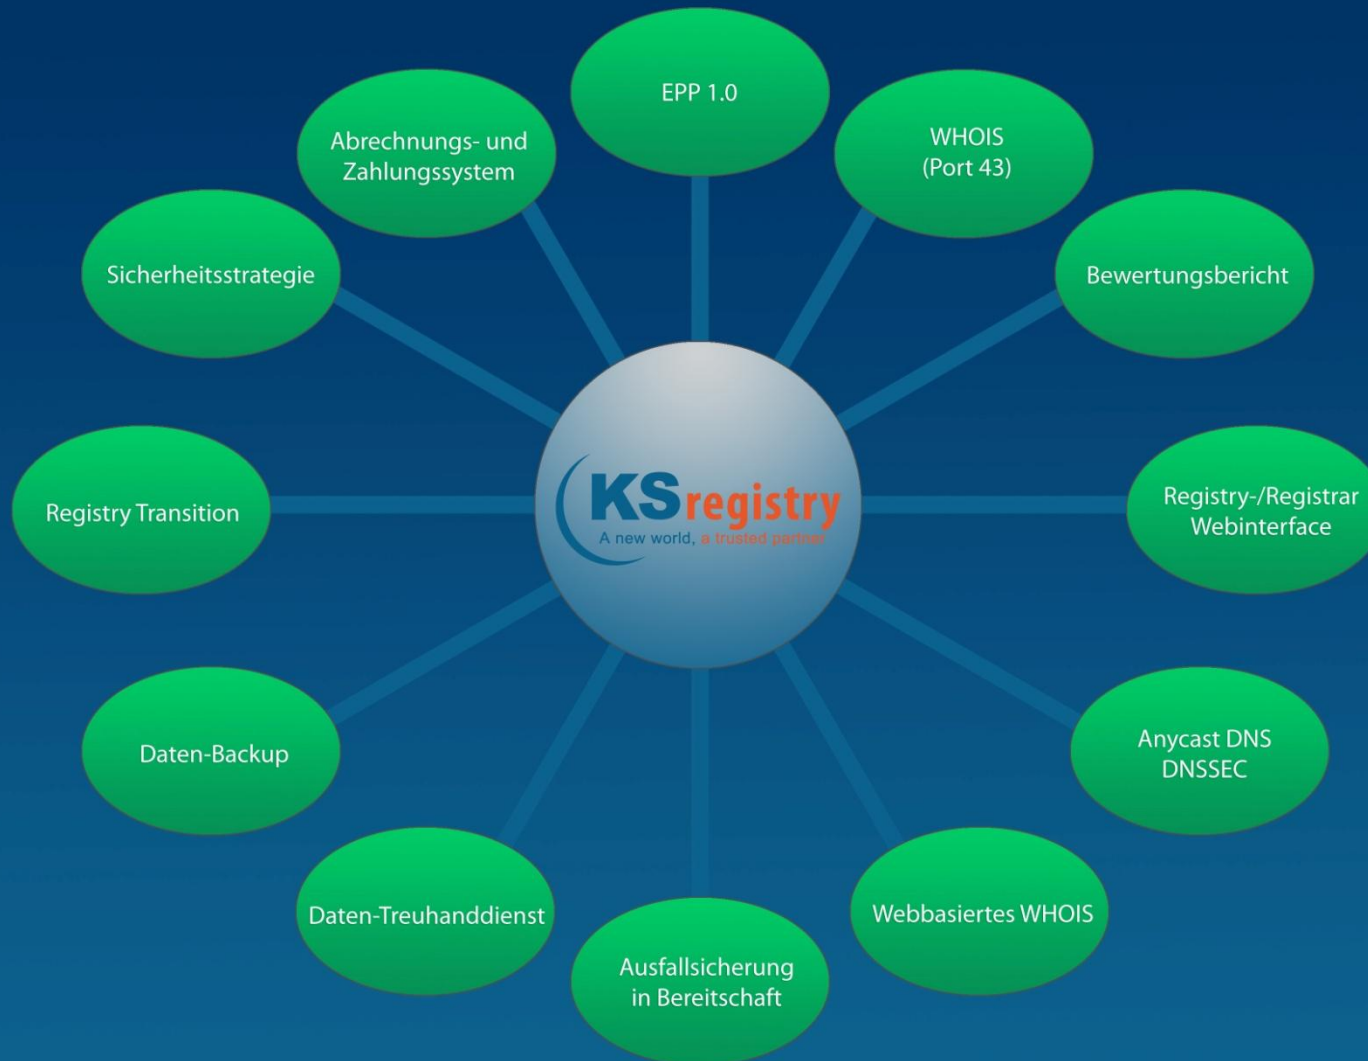 EPP 1.0
WHOIS
(Port 43)
Bewertungsbericht
Registry-/Registrar
Webinterface
Anycast DNS
DNSSEC
Webbasiertes WHOIS
Ausfallsicherung
in Bereitschaft
Daten-Treuhanddienst
Daten-Backup
Registry Transition
Sicherheitsstrategie
Abrechnungs- und
Zahlungssystem
KSregistry
A new world, a trusted partner